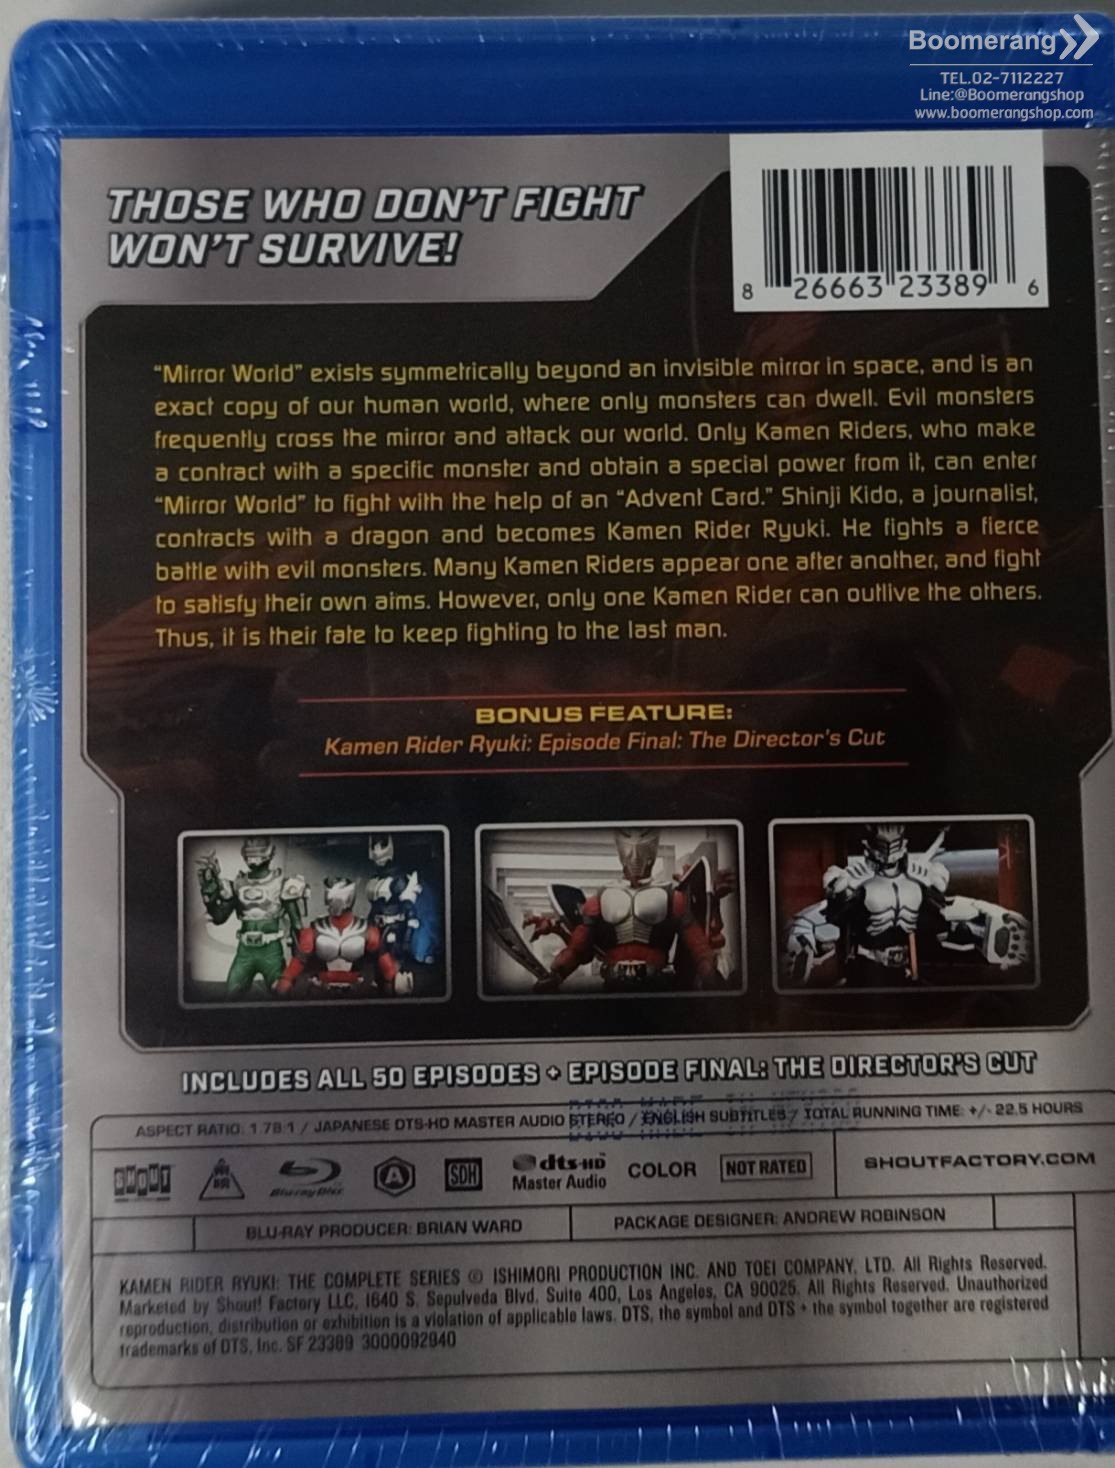 Boomerang
TEL.02-7112227
Line:@Boomerangshop
www.boomerangshop.com
THOSE WHO DON'T FIGHT
WON'T SURVIVE!
8 26663 23389 6
"Mirror World" exists symmetrically beyond an invisible mirror in space, and is an
exact copy of our human world, where only monsters can dwell. Evil monsters
frequently cross the mirror and attack our world. Only Kamen Riders, who make
a contract with a specific monster and obtain a special power from it, can enter
"Mirror World" to fight with the help of an "Advent Card." Shinji Kido, a journalist,
contracts with a dragon and becomes Kamen Rider Ryuki. He fights a fierce
battle with evil monsters. Many Kamen Riders appear one after another, and fight
to satisfy their own aims. However, only one Kamen Rider can outlive the others.
Thus, it is their fate to keep fighting to the last man.
BONUS FEATURE:
Kamen Rider Ryuki: Episode Final: The Director's Cut
INCLUDES ALL 50 EPISODES + EPISODE FINAL: THE DIRECTOR'S CUT
ASPECT RATIO: 1.78:1 / JAPANESE DTS-HD MASTER AUDIO STEREO / ENGLISH SUBTITLES / TOTAL RUNNING TIME: +/- 22.5 HOURS
SHOUT Blu-ray Disc A SDH dts-HD Master Audio COLOR NOT RATED SHOUTFACTORY.COM
BLU-RAY PRODUCER: BRIAN WARD PACKAGE DESIGNER: ANDREW ROBINSON
KAMEN RIDER RYUKI: THE COMPLETE SERIES © ISHIMORI PRODUCTION INC. AND TOEI COMPANY, LTD. All Rights Reserved.
Marketed by Shout! Factory LLC, 1640 S. Sepulveda Blvd. Suite 400, Los Angeles, CA 90025. All Rights Reserved. Unauthorized
reproduction, distribution or exhibition is a violation of applicable laws. DTS, the symbol and DTS + the symbol together are registered
trademarks of DTS, Inc. SF 23389 3000092940